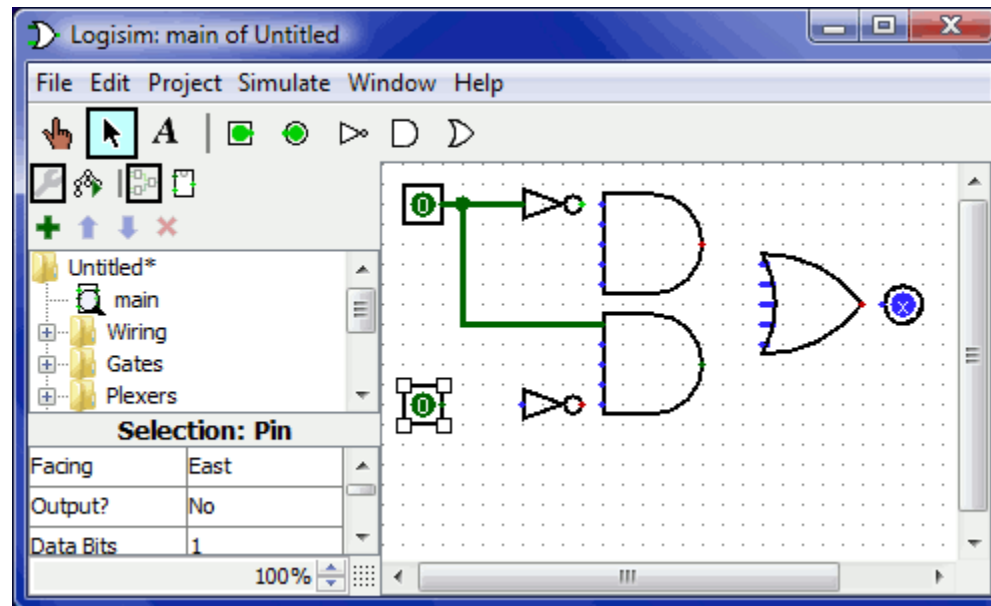 Logisim: main of Untitled
File Edit Project Simulate Window Help
A
Untitled*
main
Wiring
Gates
Plexers
Selection: Pin
Facing East
Output? No
Data Bits 1
100%
0
x
0